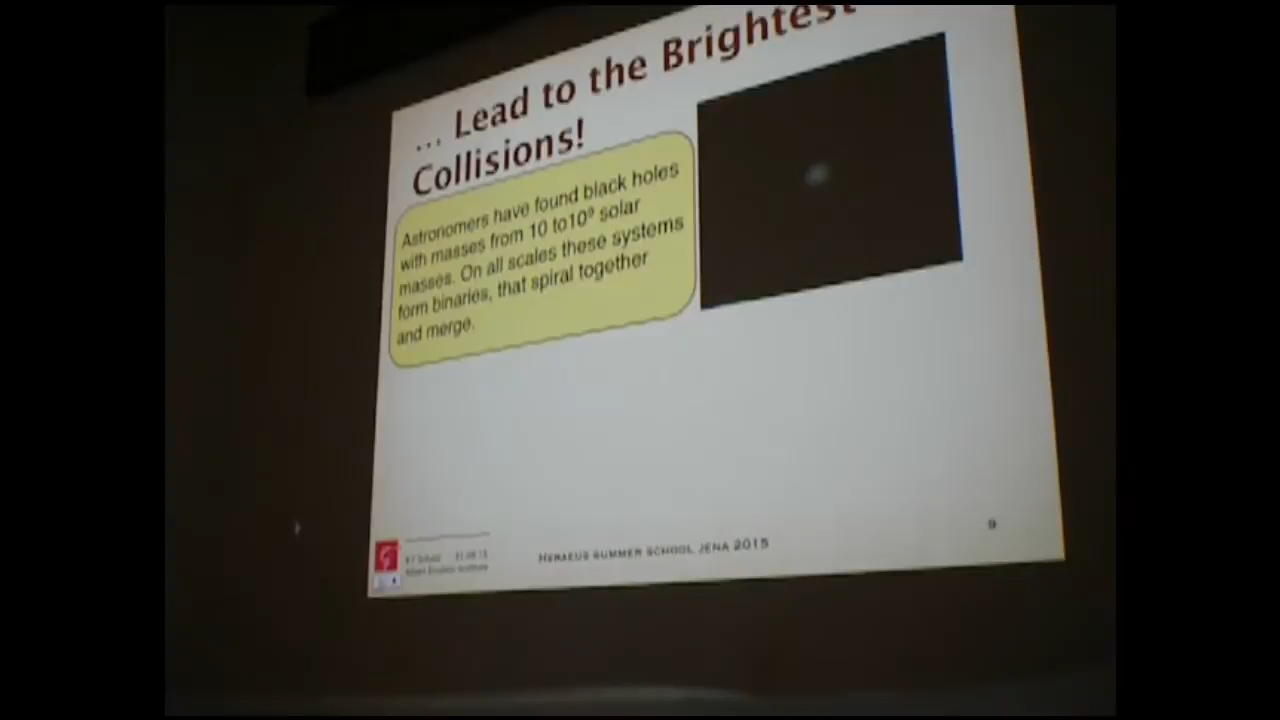 ... Lead to the Brightest
Collisions!
Astronomers have found black holes
with masses from 10 to10⁹ solar
masses. On all scales these systems
form binaries, that spiral together
and merge.
Heraeus Summer School Jena 2015
9